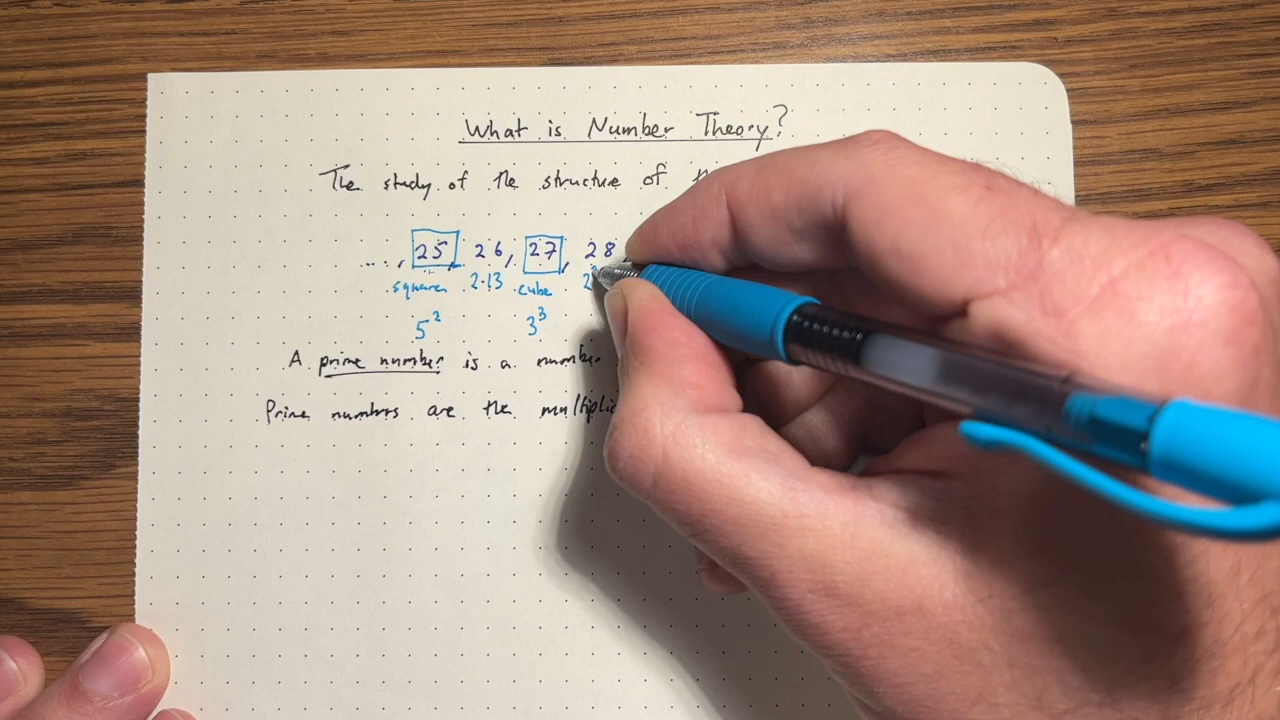 What is Number Theory?
The study of the structure of
..., 25, 26, 27, 28
square 2·13 cube 2
5² 3³
A prime number is a number
Prime numbers are the